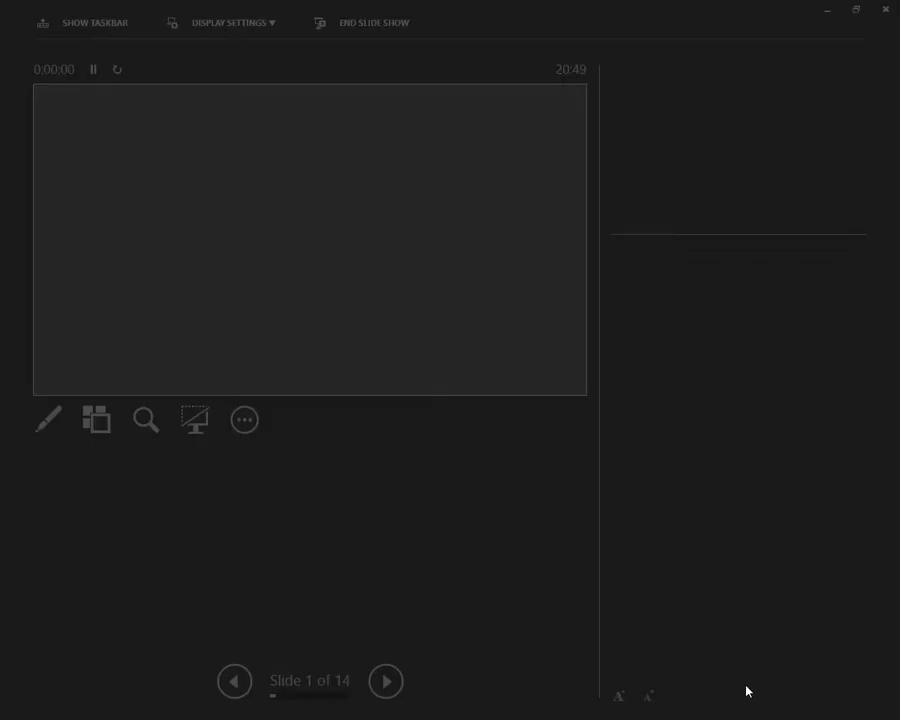 SHOW TASKBAR
DISPLAY SETTINGS ▼
END SLIDE SHOW
0:00:00
20:49
Slide 1 of 14
A
A